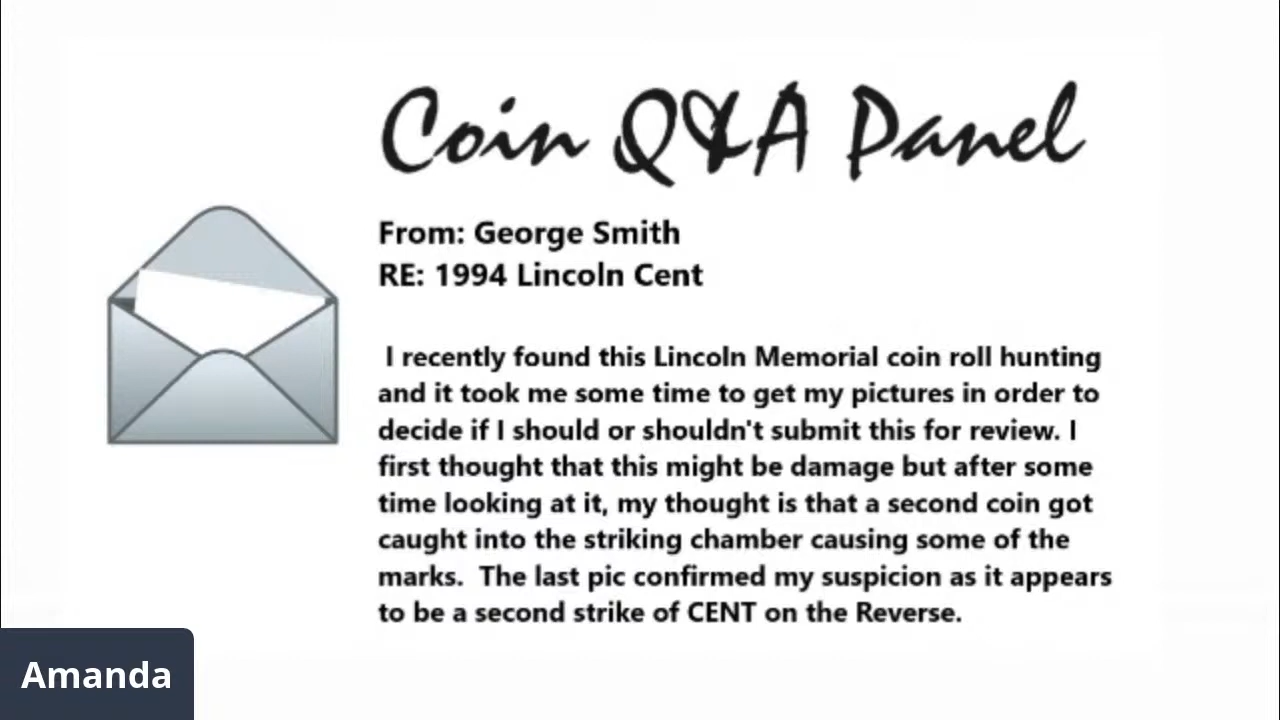 Coin Q&A Panel
From: George Smith
RE: 1994 Lincoln Cent
I recently found this Lincoln Memorial coin roll hunting
and it took me some time to get my pictures in order to
decide if I should or shouldn't submit this for review. I
first thought that this might be damage but after some
time looking at it, my thought is that a second coin got
caught into the striking chamber causing some of the
marks.  The last pic confirmed my suspicion as it appears
to be a second strike of CENT on the Reverse.
Amanda